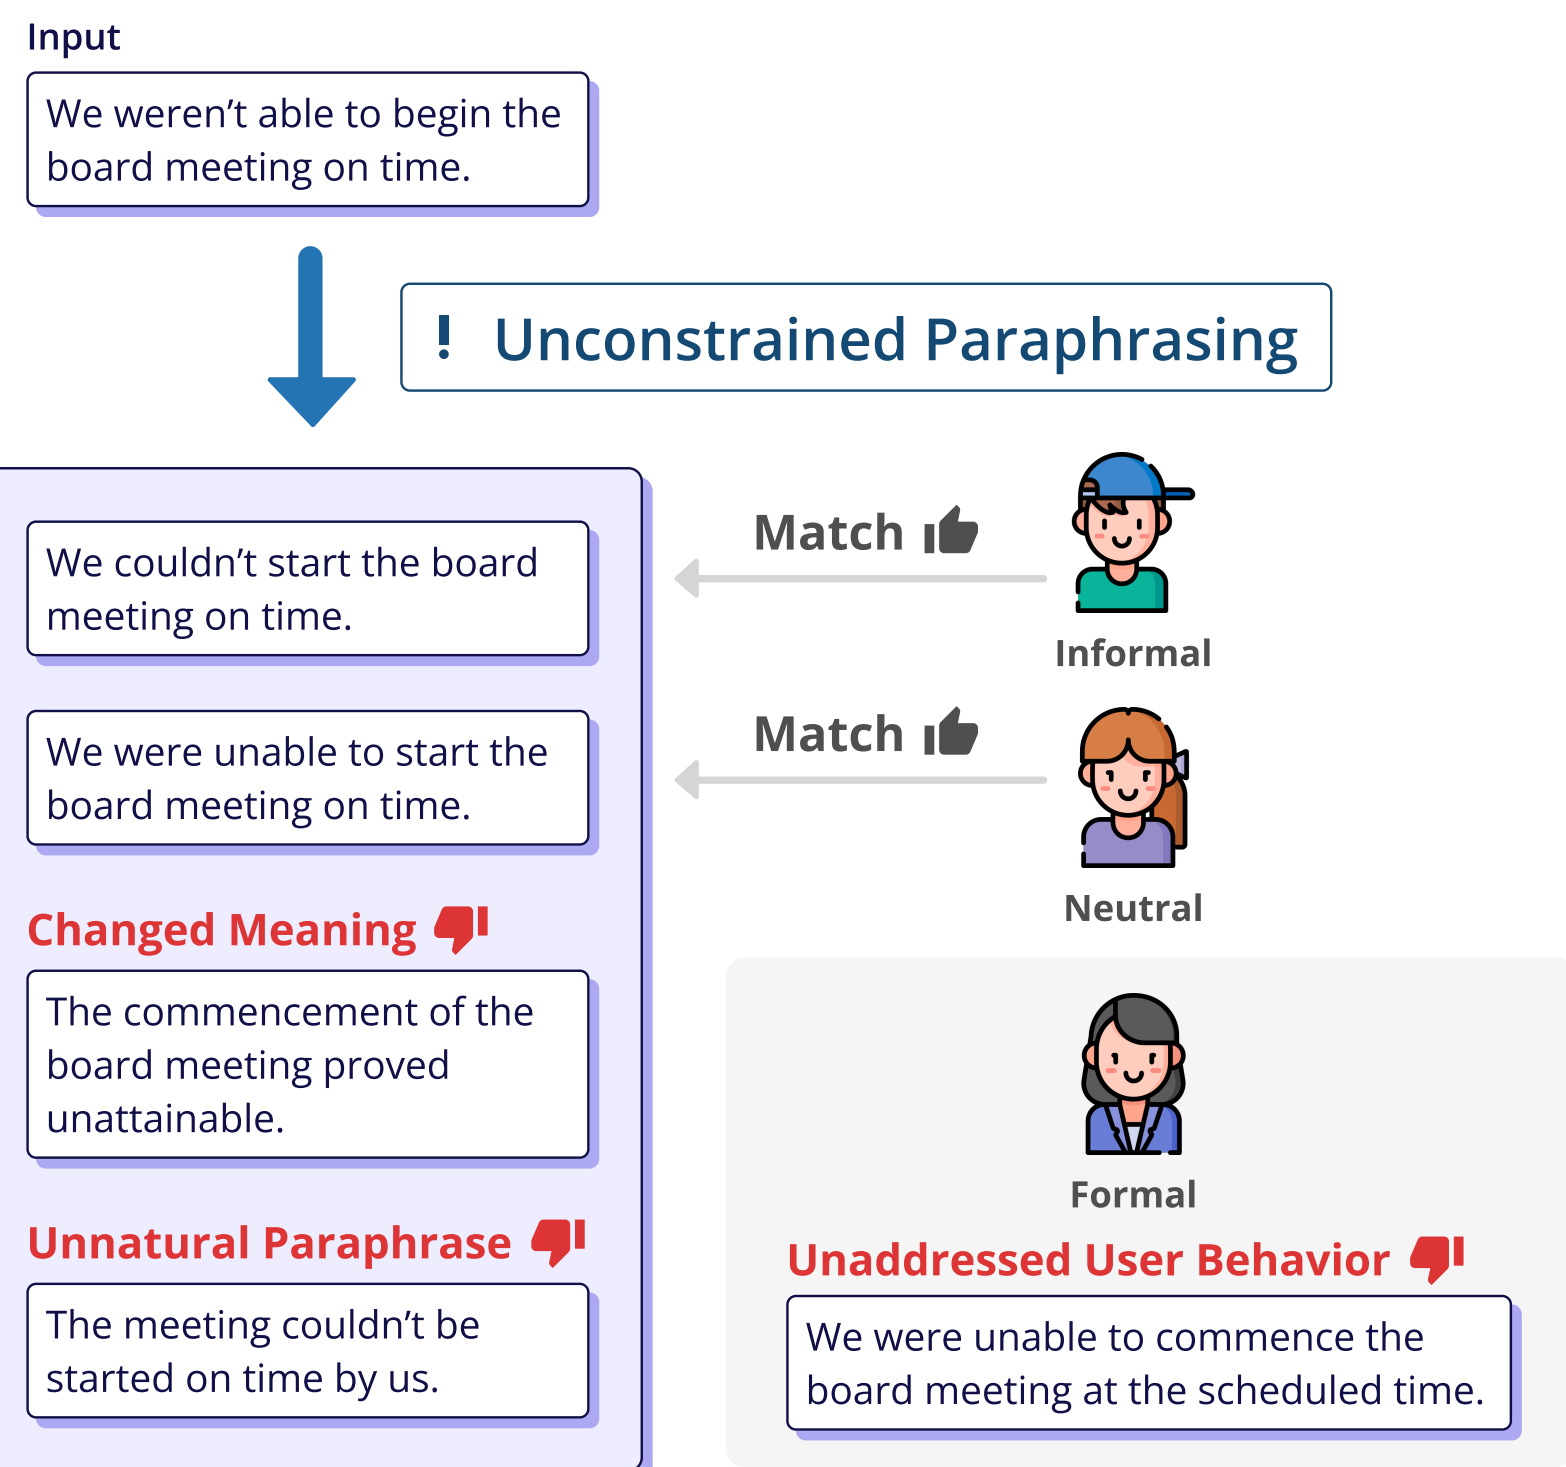 Input
We weren’t able to begin the
board meeting on time.
! Unconstrained Paraphrasing
We couldn’t start the board
meeting on time.
Match
Informal
We were unable to start the
board meeting on time.
Match
Neutral
Changed Meaning
The commencement of the
board meeting proved
unattainable.
Unnatural Paraphrase
The meeting couldn’t be
started on time by us.
Formal
Unaddressed User Behavior
We were unable to commence the
board meeting at the scheduled time.